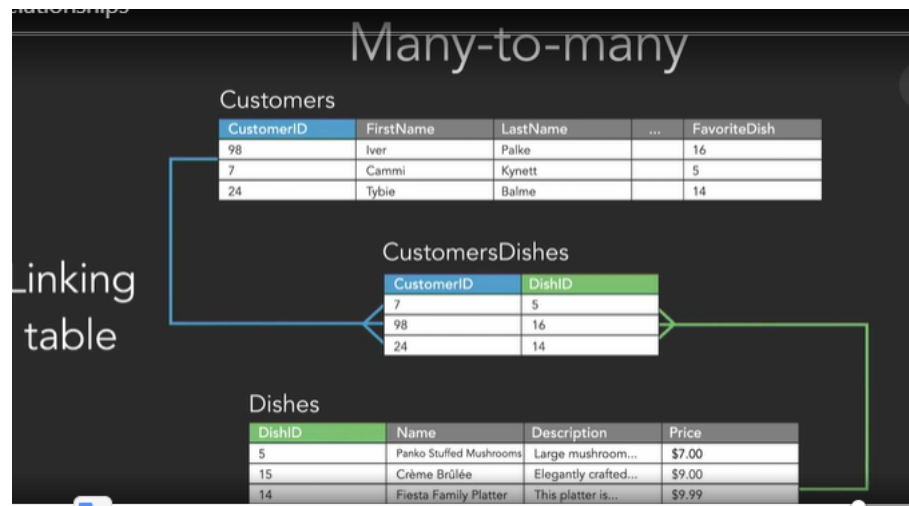 Many-to-many
Customers
CustomerID FirstName LastName ... FavoriteDish
98 Iver Palke 16
7 Cammi Kynett 5
24 Tybie Balme 14
Linking
table
CustomersDishes
CustomerID DishID
7 5
98 16
24 14
Dishes
DishID Name Description Price
5 Panko Stuffed Mushrooms Large mushroom... $7.00
15 Crème Brûlée Elegantly crafted... $9.00
14 Fiesta Family Platter This platter is... $9.99